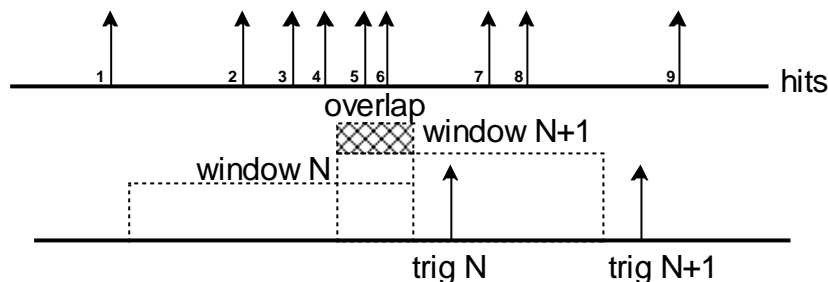 1 2 3 4 5 6 7 8 9
hits
overlap
window N+1
window N
trig N
trig N+1